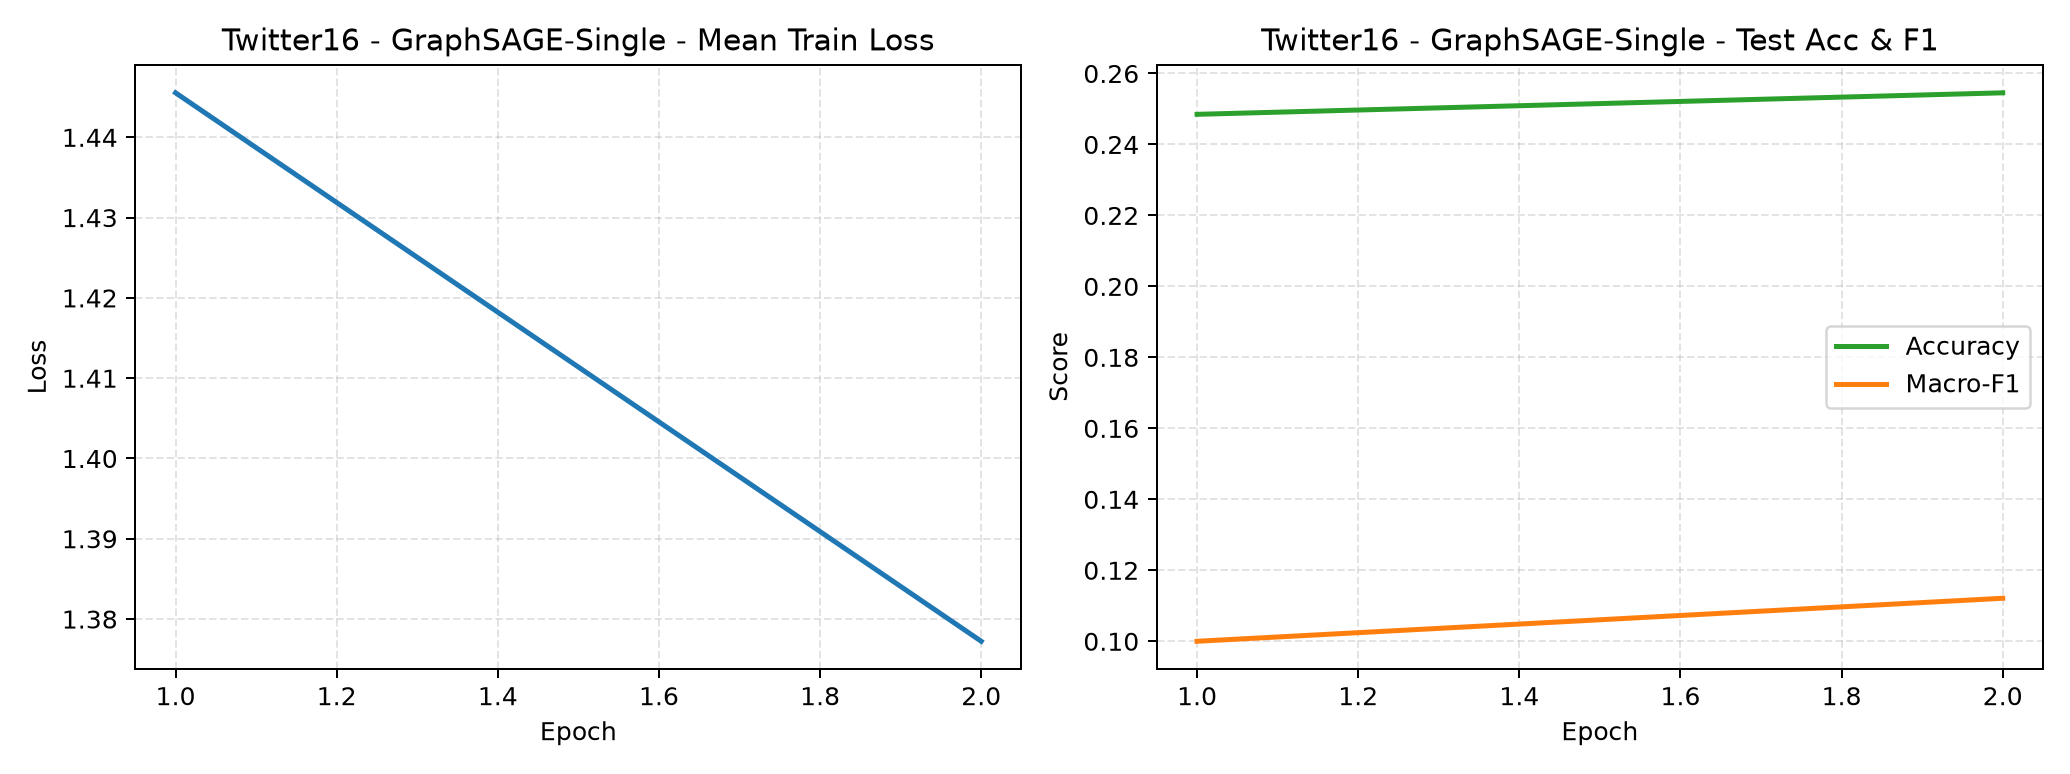 Twitter16 - GraphSAGE-Single - Mean Train Loss
1.44
1.43
1.42
1.41
1.40
1.39
1.38
Loss
1.0 1.2 1.4 1.6 1.8 2.0
Epoch
Twitter16 - GraphSAGE-Single - Test Acc & F1
0.26
0.24
0.22
0.20
0.18
0.16
0.14
0.12
0.10
Score
Accuracy
Macro-F1
1.0 1.2 1.4 1.6 1.8 2.0
Epoch